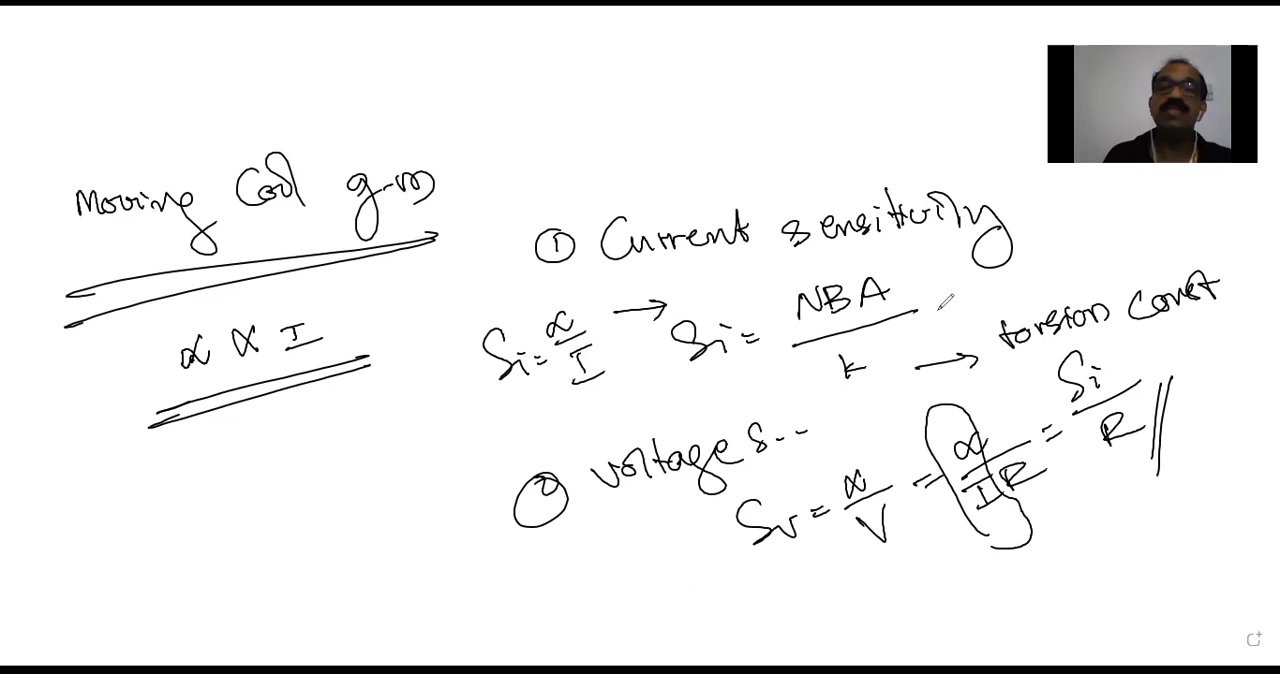 Moving Coil g-m
α ∝ I
① Current sensitivity
Si = α/I → Si = NBA/k → torsion const
② voltage s--
Sv = α/V = α/IR = Si/R //